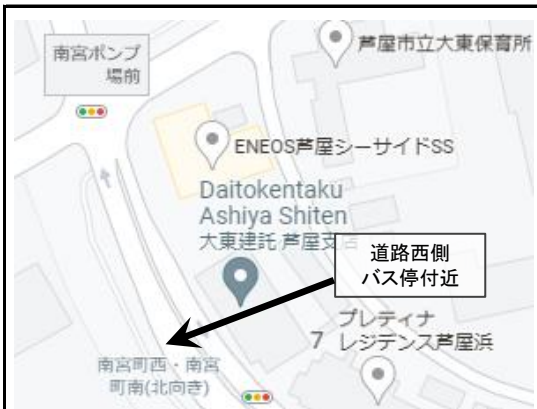 南宮ポンプ
場前
芦屋市立大東保育所
ENEOS芦屋シーサイドSS
Daitokentaku
Ashiya Shiten
大東建託 芦屋支店
道路西側
バス停付近
プレティナ
7 レジデンス芦屋浜
南宮町西・南宮
町南(北向き)